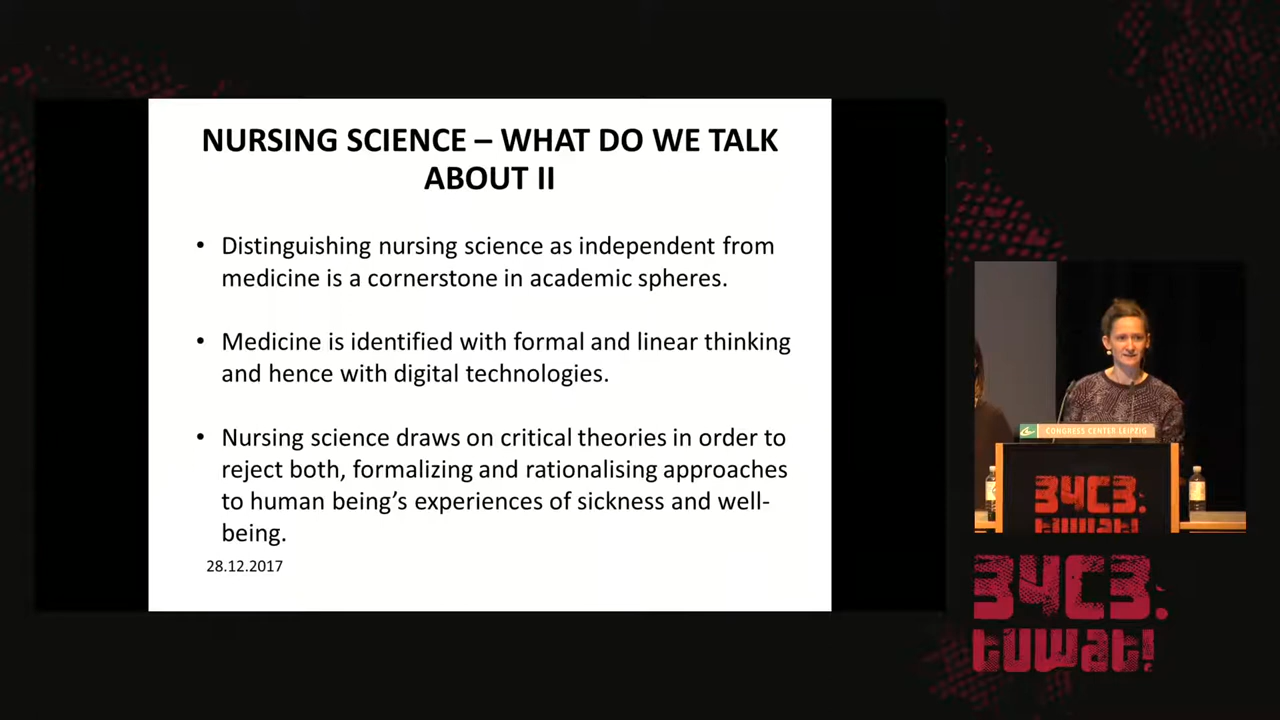 NURSING SCIENCE – WHAT DO WE TALK
ABOUT II
• Distinguishing nursing science as independent from
medicine is a cornerstone in academic spheres.
• Medicine is identified with formal and linear thinking
and hence with digital technologies.
• Nursing science draws on critical theories in order to
reject both, formalizing and rationalising approaches
to human being’s experiences of sickness and well-
being.
28.12.2017
CONGRESS CENTER LEIPZIG
34C3.
tuwat!
34C3.
tuwat!